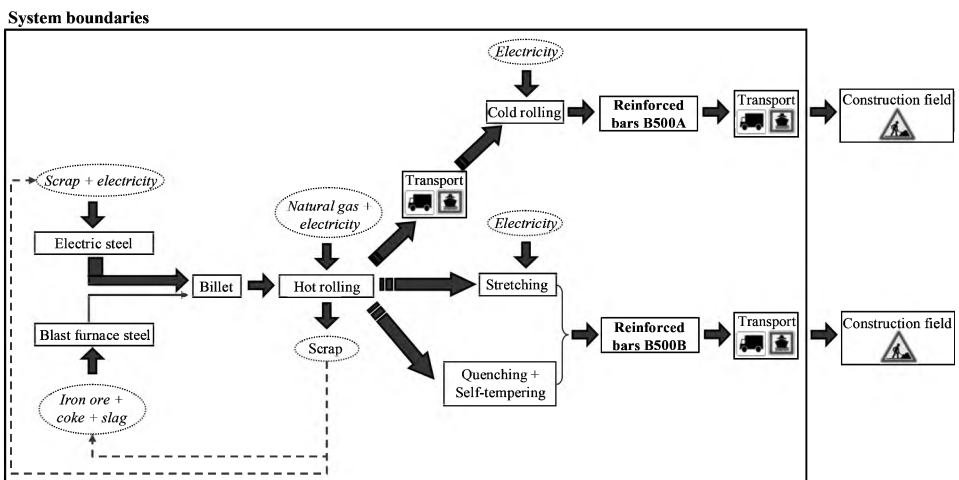 System boundaries
Electricity
Cold rolling
Reinforced
bars B500A
Transport
Construction field
Scrap + electricity
Transport
Natural gas +
electricity
Electricity
Electric steel
Billet
Hot rolling
Stretching
Blast furnace steel
Scrap
Reinforced
bars B500B
Transport
Construction field
Quenching +
Self-tempering
Iron ore +
coke + slag